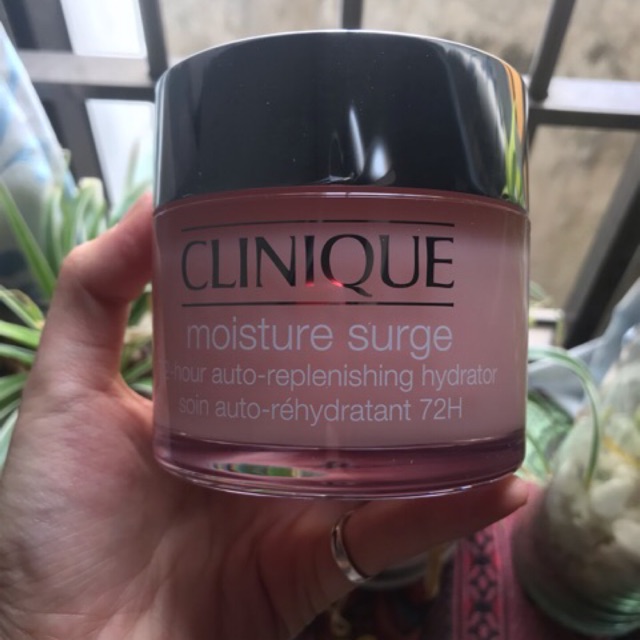 CLINIQUE
moisture surge
-hour auto-replenishing hydrator
soin auto-réhydratant 72H